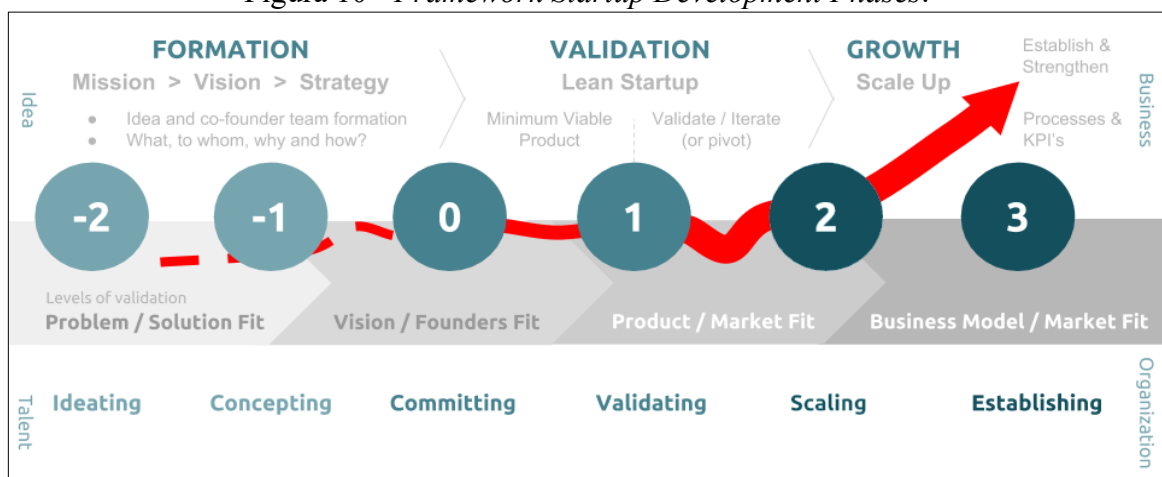 Figura 10 - Framework Startup Development Phases.
FORMATION
Mission > Vision > Strategy
• Idea and co-founder team formation
• What, to whom, why and how?
VALIDATION
Lean Startup
Minimum Viable
Product
Validate / Iterate
(or pivot)
GROWTH
Scale Up
Establish &
Strengthen
Processes &
KPI's
Idea
Business
-2
-1
0
1
2
3
Levels of validation
Problem / Solution Fit
Vision / Founders Fit
Product / Market Fit
Business Model / Market Fit
Talent
Ideating
Concepting
Committing
Validating
Scaling
Establishing
Organization